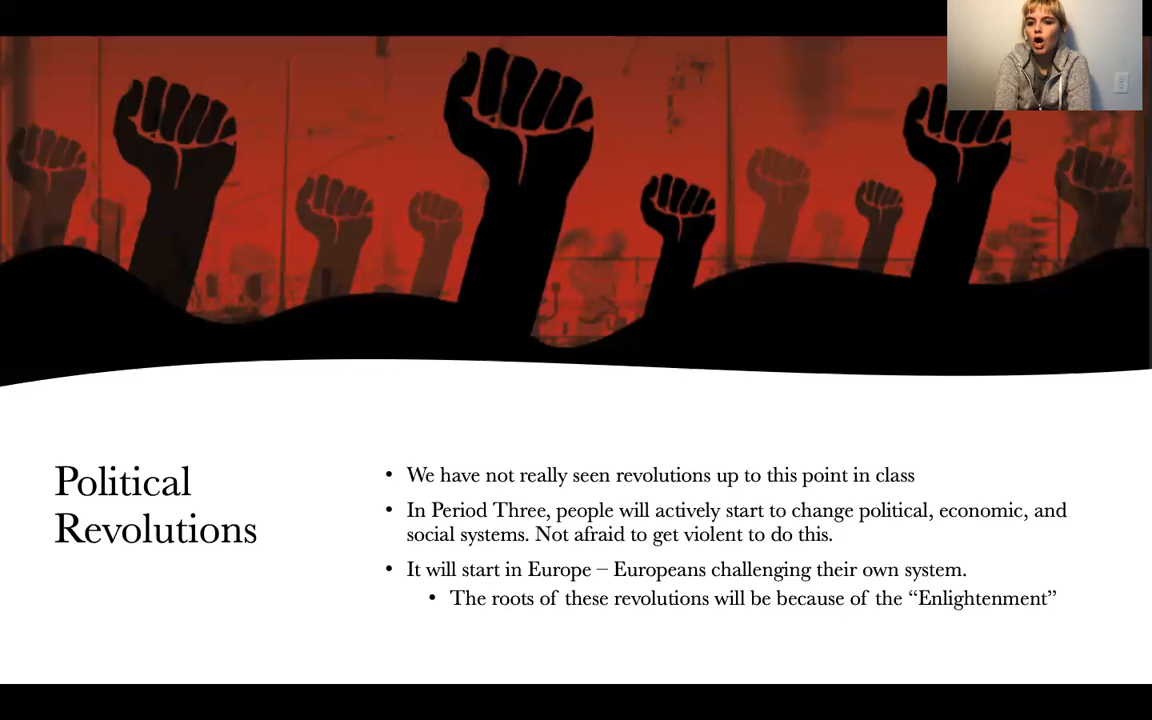 Political
Revolutions
• We have not really seen revolutions up to this point in class
• In Period Three, people will actively start to change political, economic, and
social systems. Not afraid to get violent to do this.
• It will start in Europe – Europeans challenging their own system.
• The roots of these revolutions will be because of the “Enlightenment”